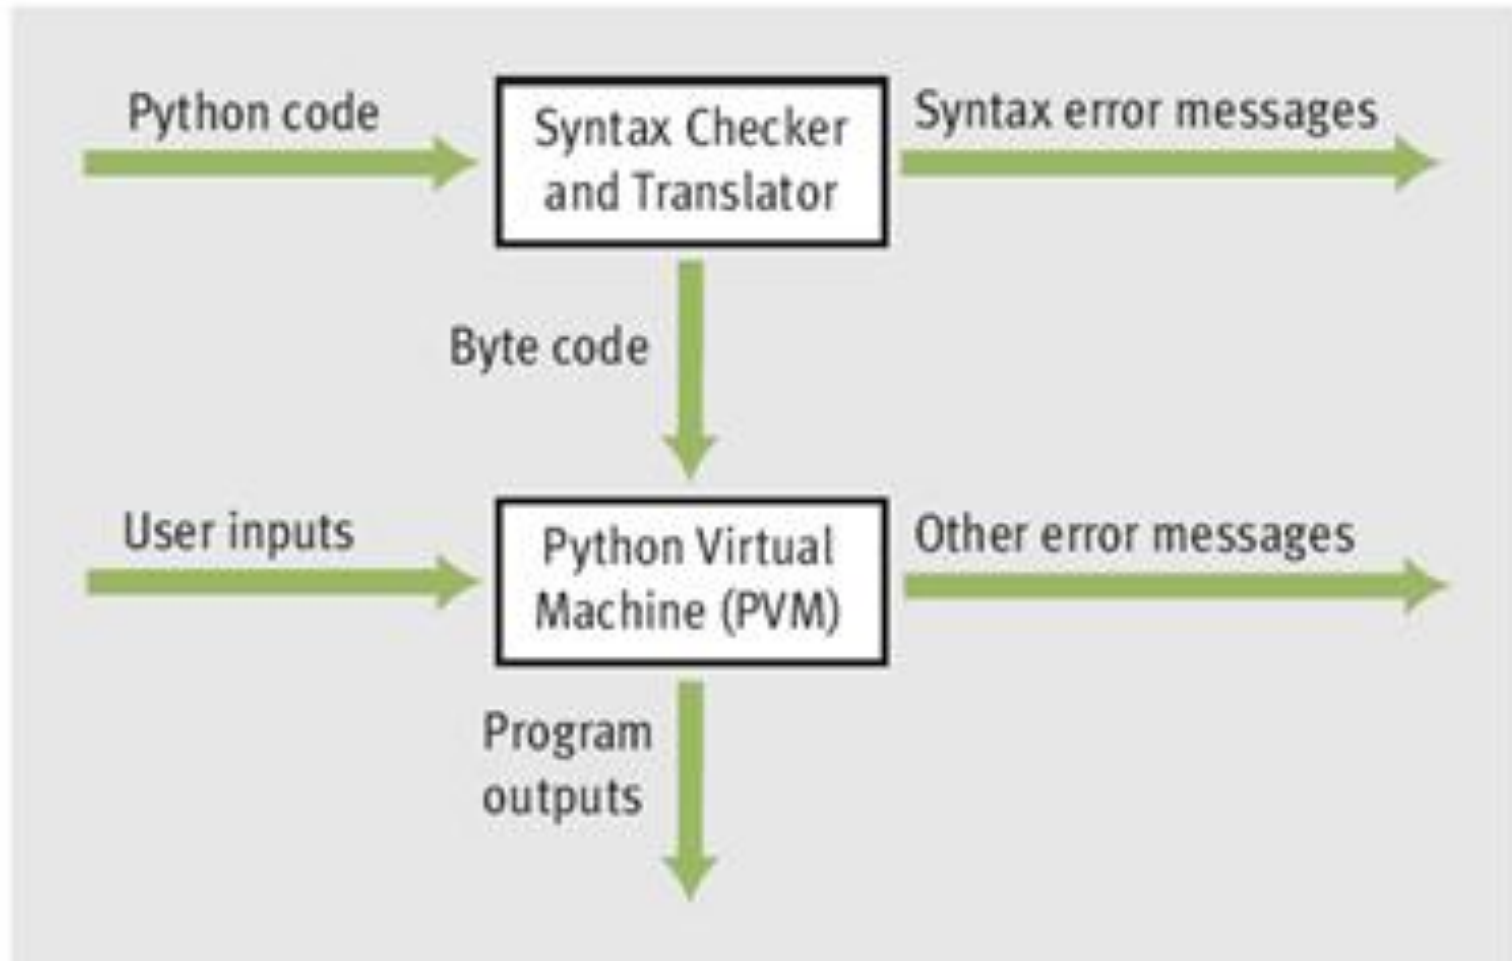 Python code
Syntax Checker
and Translator
Syntax error messages
Byte code
User inputs
Python Virtual
Machine (PVM)
Other error messages
Program
outputs